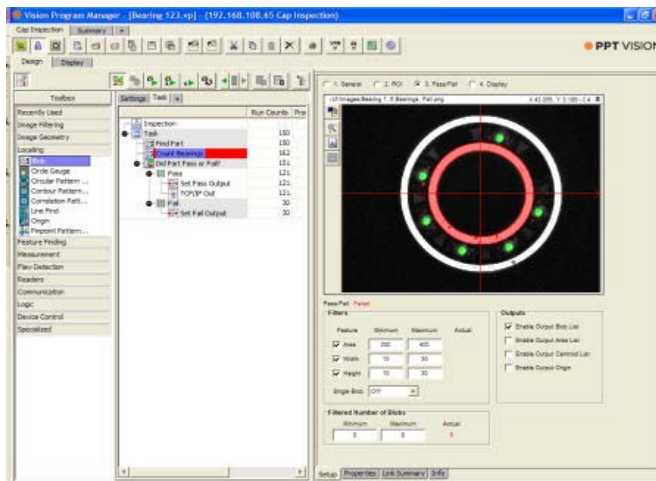 Vision Program Manager - [Bearing 123.vp] - (192.168.108.65 Cap Inspection)
Cap Inspection Summary +
PPT VISION
Design Display
Toolbox
Recently Used
Image Filtering
Image Geometry
Locating
Blob
Circle Gauge
Circular Pattern ...
Contour Pattern...
Correlation Patt...
Line Find
Origin
Pinpoint Pattern...
Feature Finding
Measurement
Flaw Detection
Readers
Communication
Logic
Device Control
Specialized
Settings Task +
Run Counts
Inspection
Task 150
Find Part 150
Count Bearings 162
Did Part Pass or Fail? 151
Pass 121
Set Pass Output 121
TCP/IP Out 121
Fail 30
Set Fail Output 30
1. General 2. ROI 3. Pass/Fail 4. Display
Pass/Fail: Failed
Filters
Feature Minimum Maximum Actual
Area 200 400
Width 10 30
Height 10 30
Single Blob: Off
Outputs
Enable Output Blob List
Enable Output Area List
Enable Output Centroid List
Enable Output Origin
Filtered Number of Blobs
Minimum Maximum Actual
Setup Properties Link Summary Info